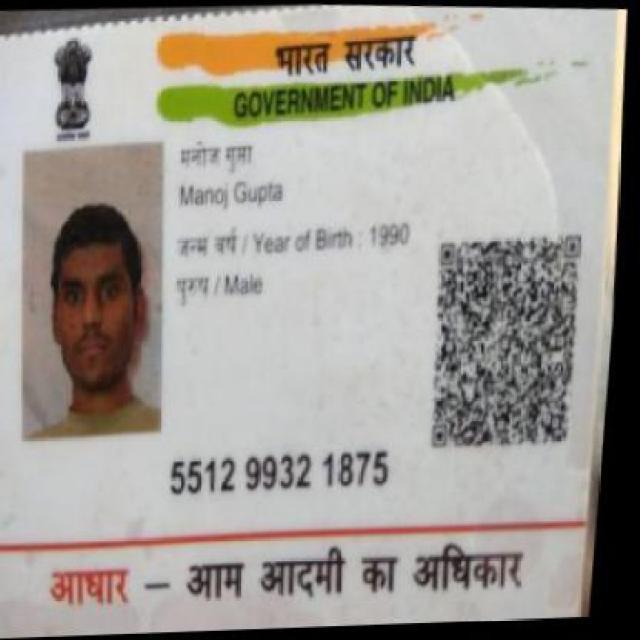 भारत सरकार
GOVERNMENT OF INDIA
मनोज गुप्ता
Manoj Gupta
जन्म वर्ष / Year of Birth : 1990
पुरुष / Male
5512 9932 1875
आधार – आम आदमी का अधिकार